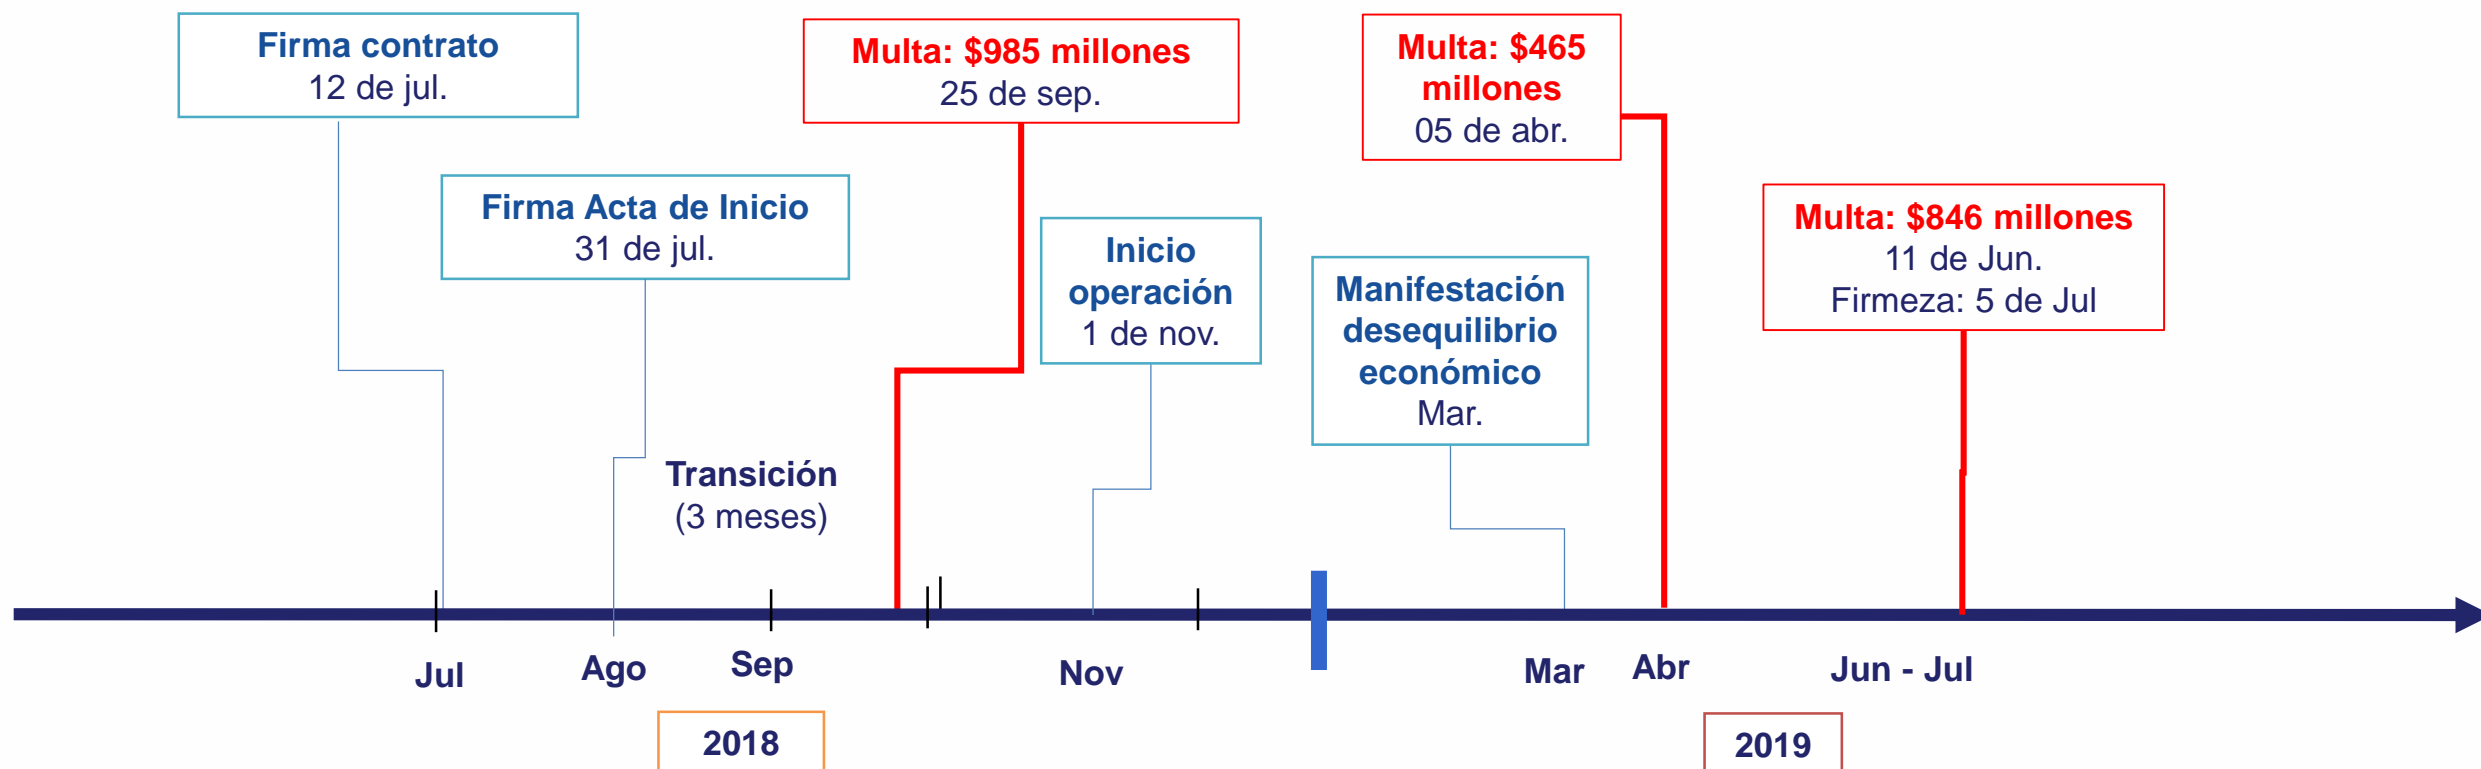 Firma contrato
12 de jul.
Multa: $985 millones
25 de sep.
Multa: $465
millones
05 de abr.
Firma Acta de Inicio
31 de jul.
Inicio
operación
1 de nov.
Manifestación
desequilibrio
económico
Mar.
Multa: $846 millones
11 de Jun.
Firmeza: 5 de Jul
Transición
(3 meses)
Jul
Ago
Sep
Nov
Mar
Abr
Jun - Jul
2018
2019